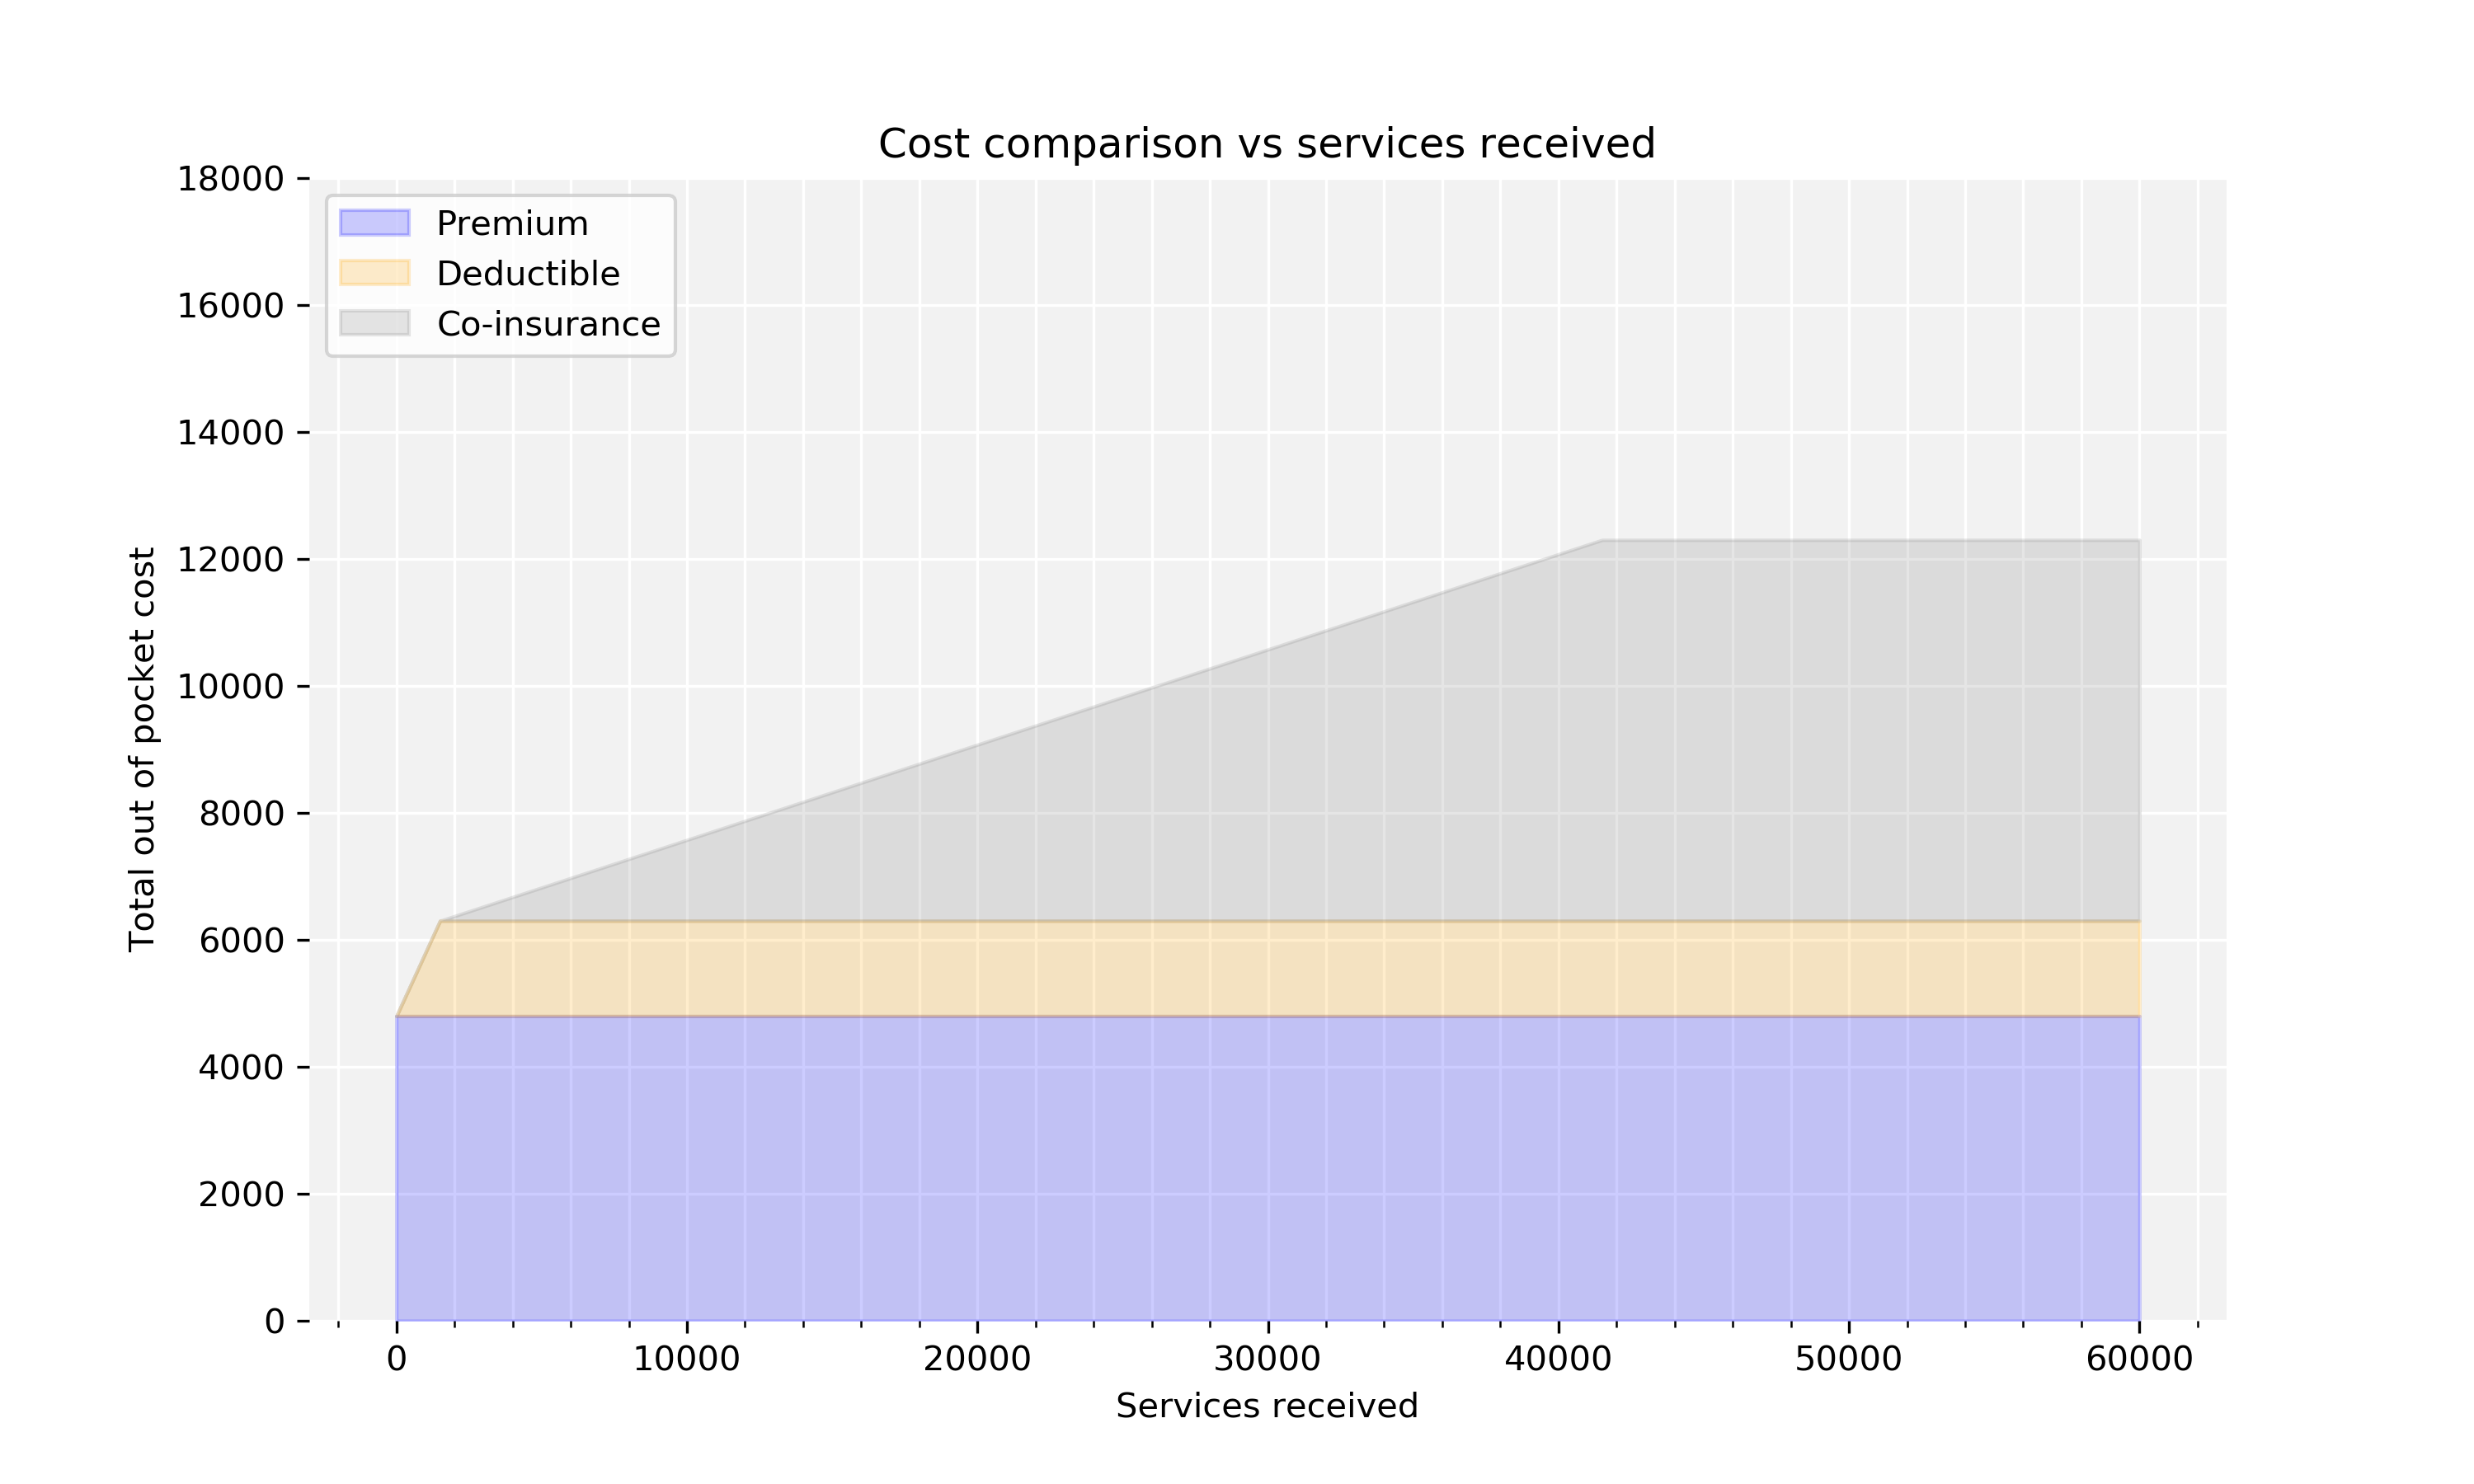 Cost comparison vs services received
Premium
Deductible
Co-insurance
Total out of pocket cost
18000
16000
14000
12000
10000
8000
6000
4000
2000
0
0 10000 20000 30000 40000 50000 60000
Services received